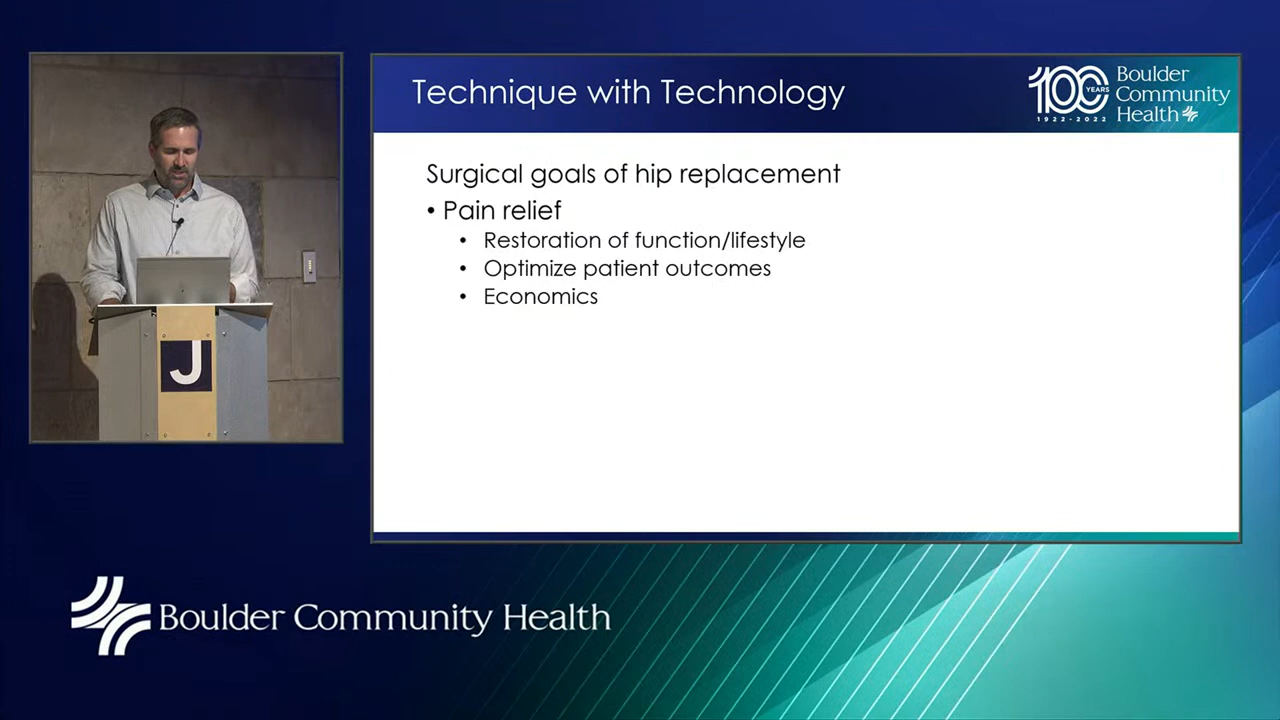 Technique with Technology
100
YEARS
1922-2022
Boulder
Community
Health
Surgical goals of hip replacement
• Pain relief
• Restoration of function/lifestyle
• Optimize patient outcomes
• Economics
J
Boulder Community Health